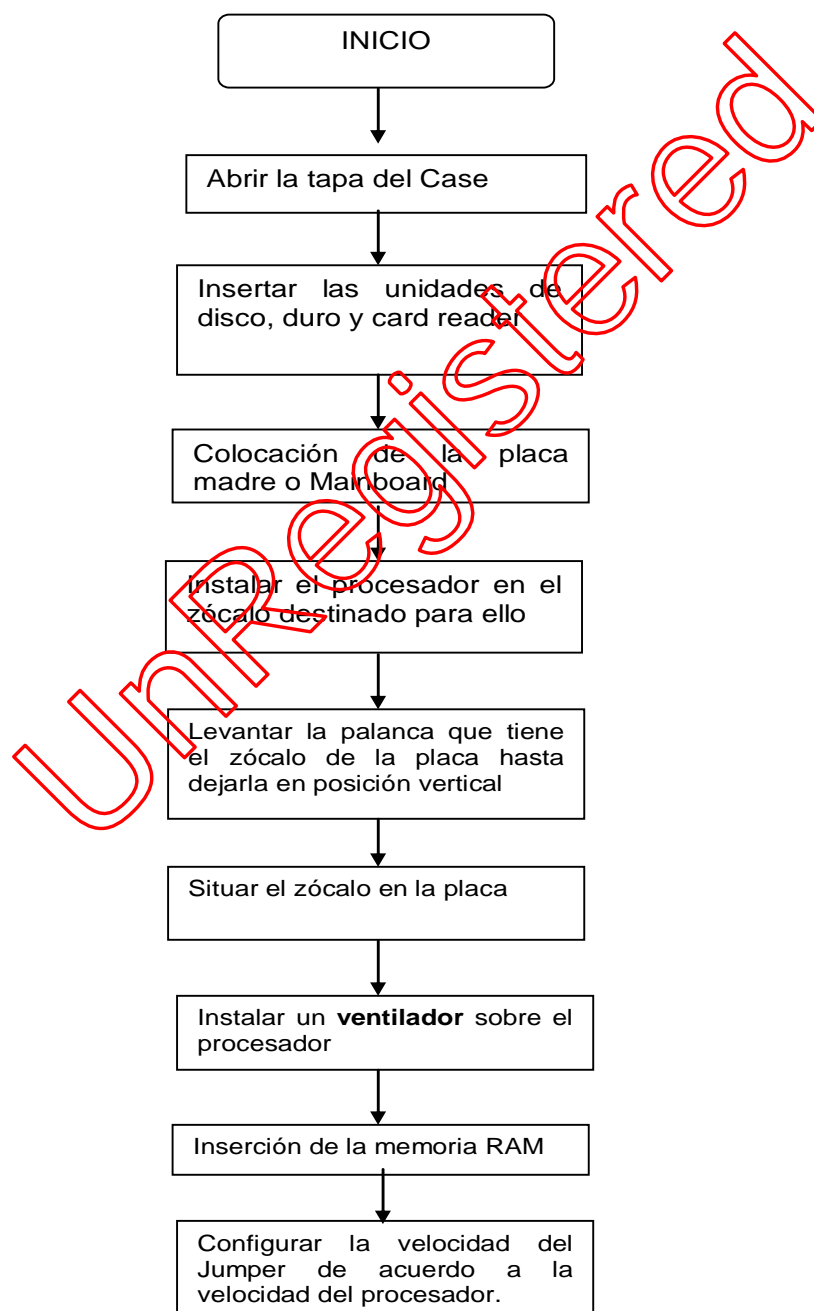 INICIO
Abrir la tapa del Case
Insertar las unidades de
disco, duro y card reader
Colocación de la placa
madre o Mainboard
Instalar el procesador en el
zócalo destinado para ello
Levantar la palanca que tiene
el zócalo de la placa hasta
dejarla en posición vertical
Situar el zócalo en la placa
Instalar un ventilador sobre el
procesador
Inserción de la memoria RAM
Configurar la velocidad del
Jumper de acuerdo a la
velocidad del procesador.
UnRegistered